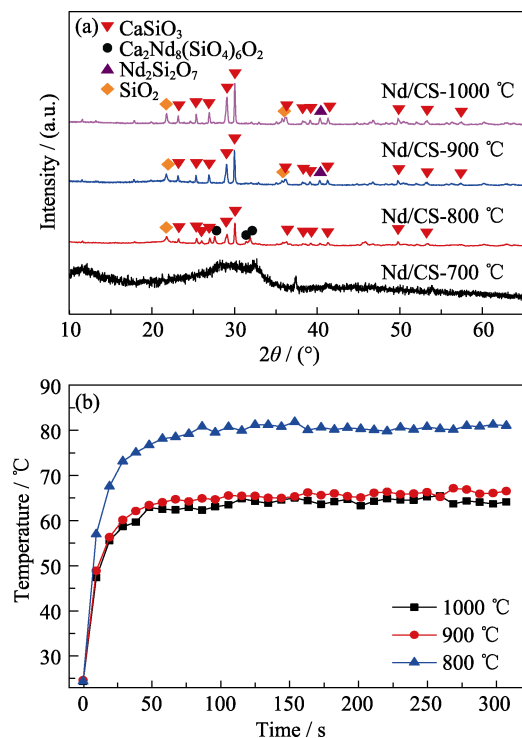 (a)
CaSiO₃
Ca₂Nd₈(SiO₄)₆O₂
Nd₂Si₂O₇
SiO₂
Nd/CS-1000 ℃
Nd/CS-900 ℃
Nd/CS-800 ℃
Nd/CS-700 ℃
Intensity / (a.u.)
10 20 30 40 50 60
2θ / (°)
(b)
90
80
70
60
50
40
30
Temperature / ℃
1000 ℃
900 ℃
800 ℃
0 50 100 150 200 250 300
Time / s